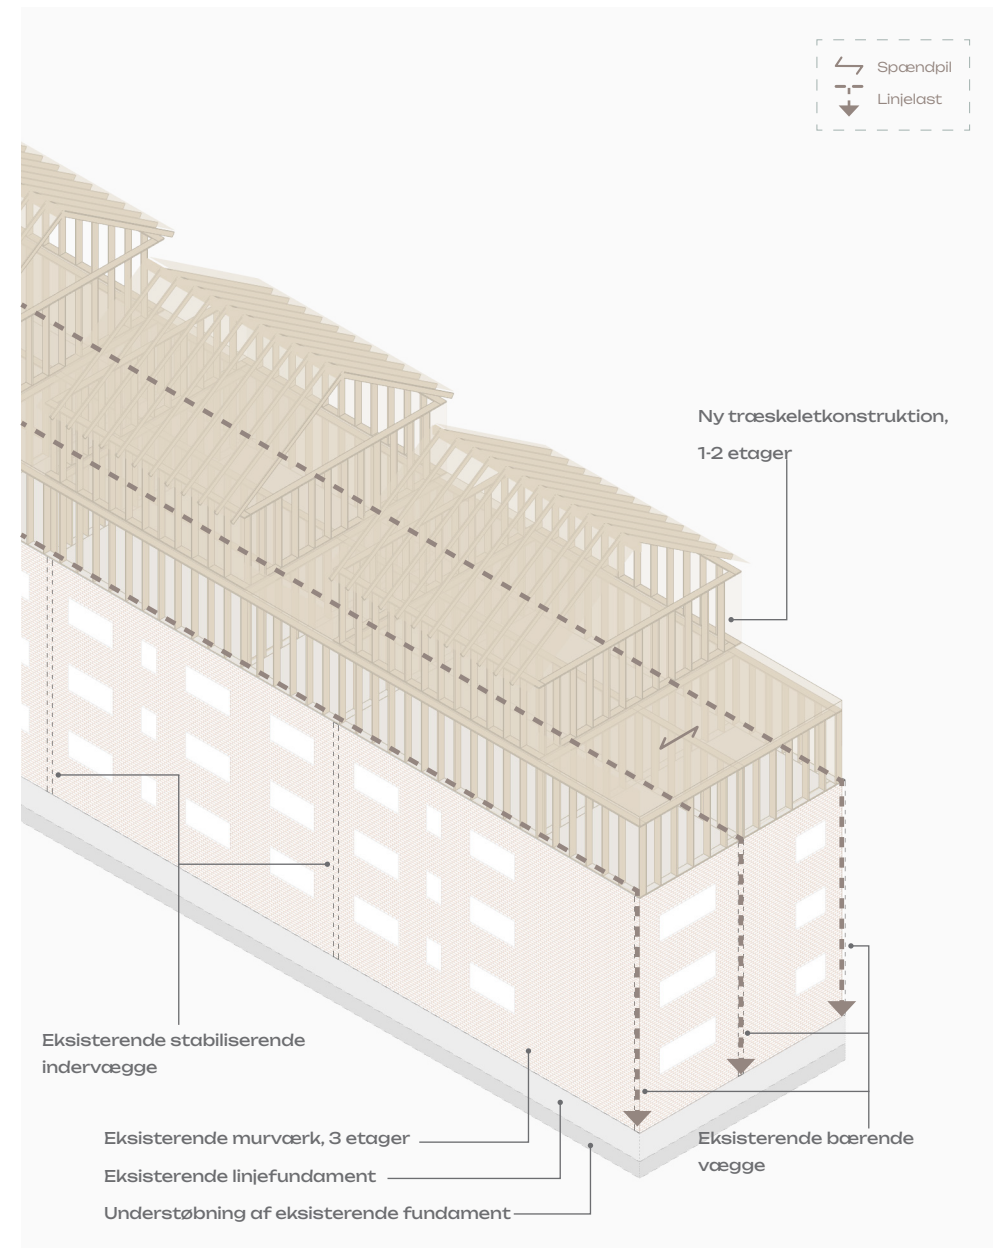 Spændpil
Linjelast
Ny træskeletkonstruktion,
1-2 etager
Eksisterende stabiliserende
indervægge
Eksisterende murværk, 3 etager
Eksisterende linjefundament
Understøbning af eksisterende fundament
Eksisterende bærende
vægge